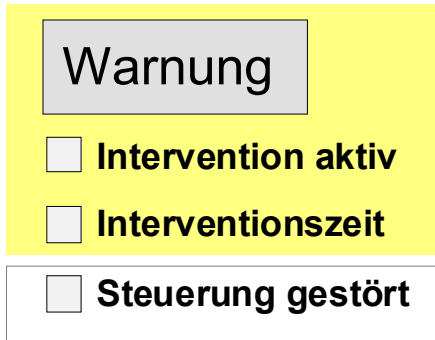 Warnung
Intervention aktiv
Interventionszeit
Steuerung gestört